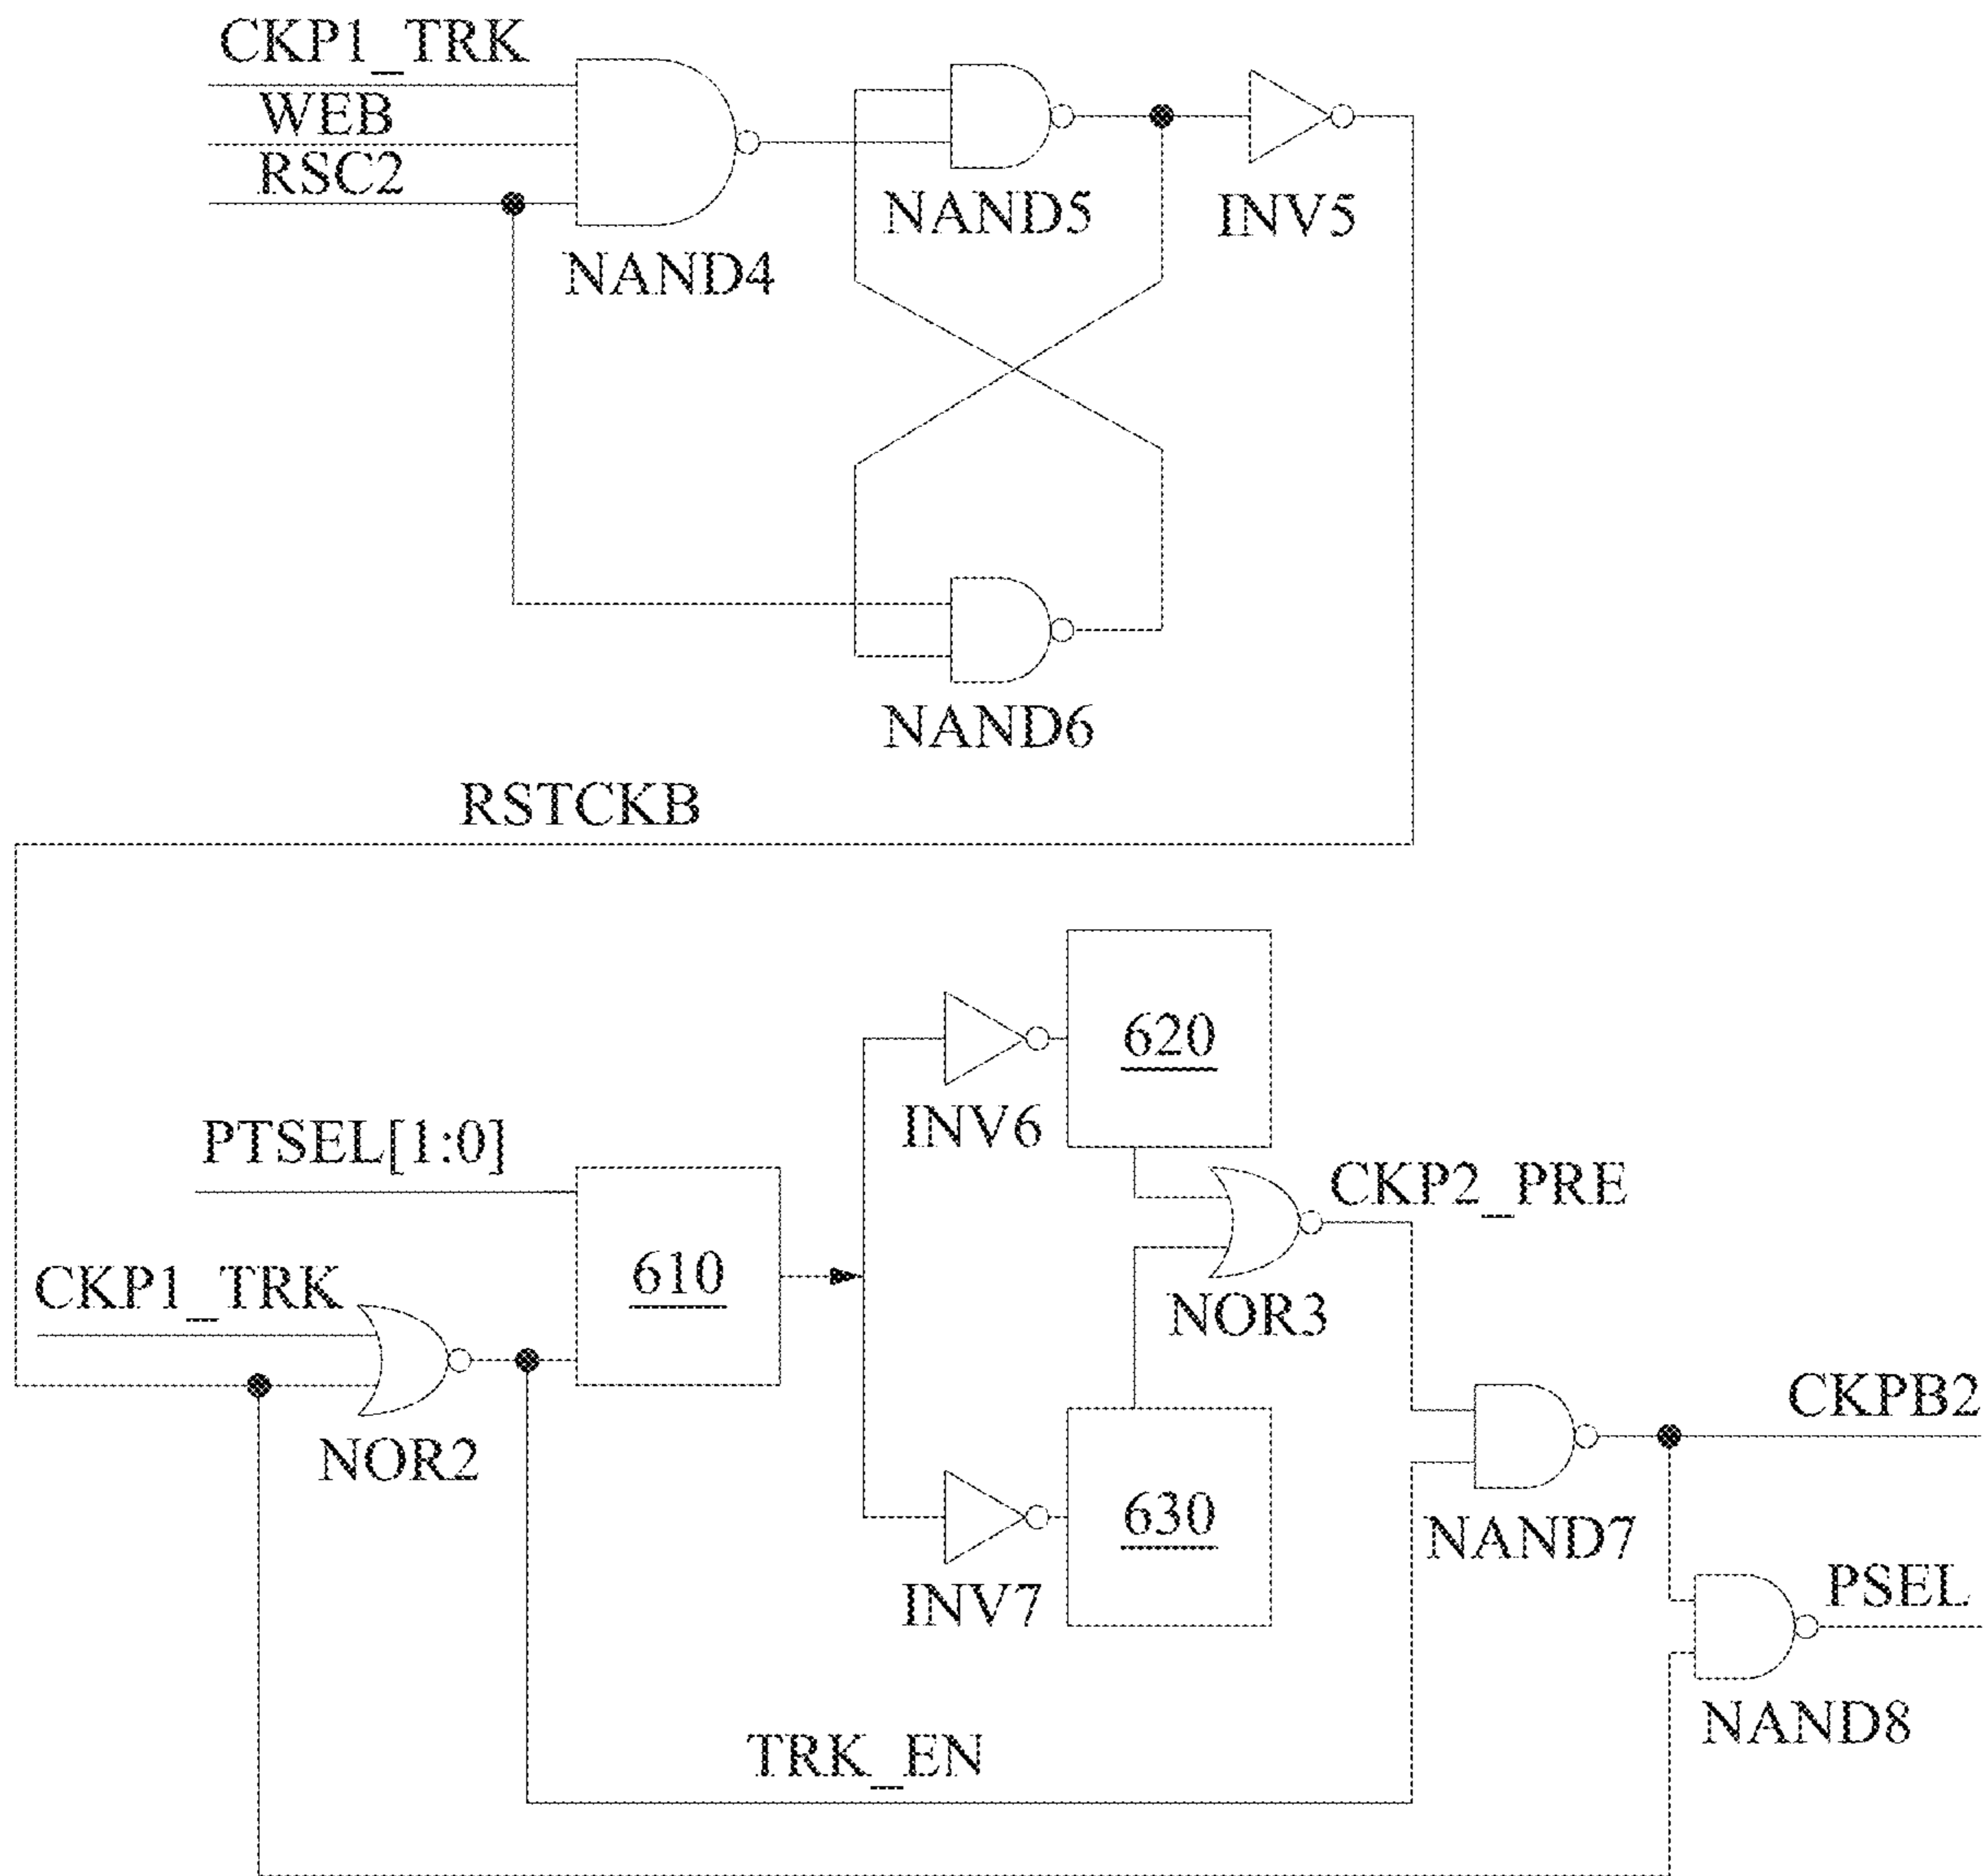 CKP1_TRK
WEB
RSC2
NAND4
NAND5
INV5
NAND6
RSTCKB
620
INV6
PTSEL[1:0]
CKP2_PRE
610
CKP1_TRK
NOR3
NOR2
CKPB2
630
NAND7
INV7
PSEL
NAND8
TRK_EN